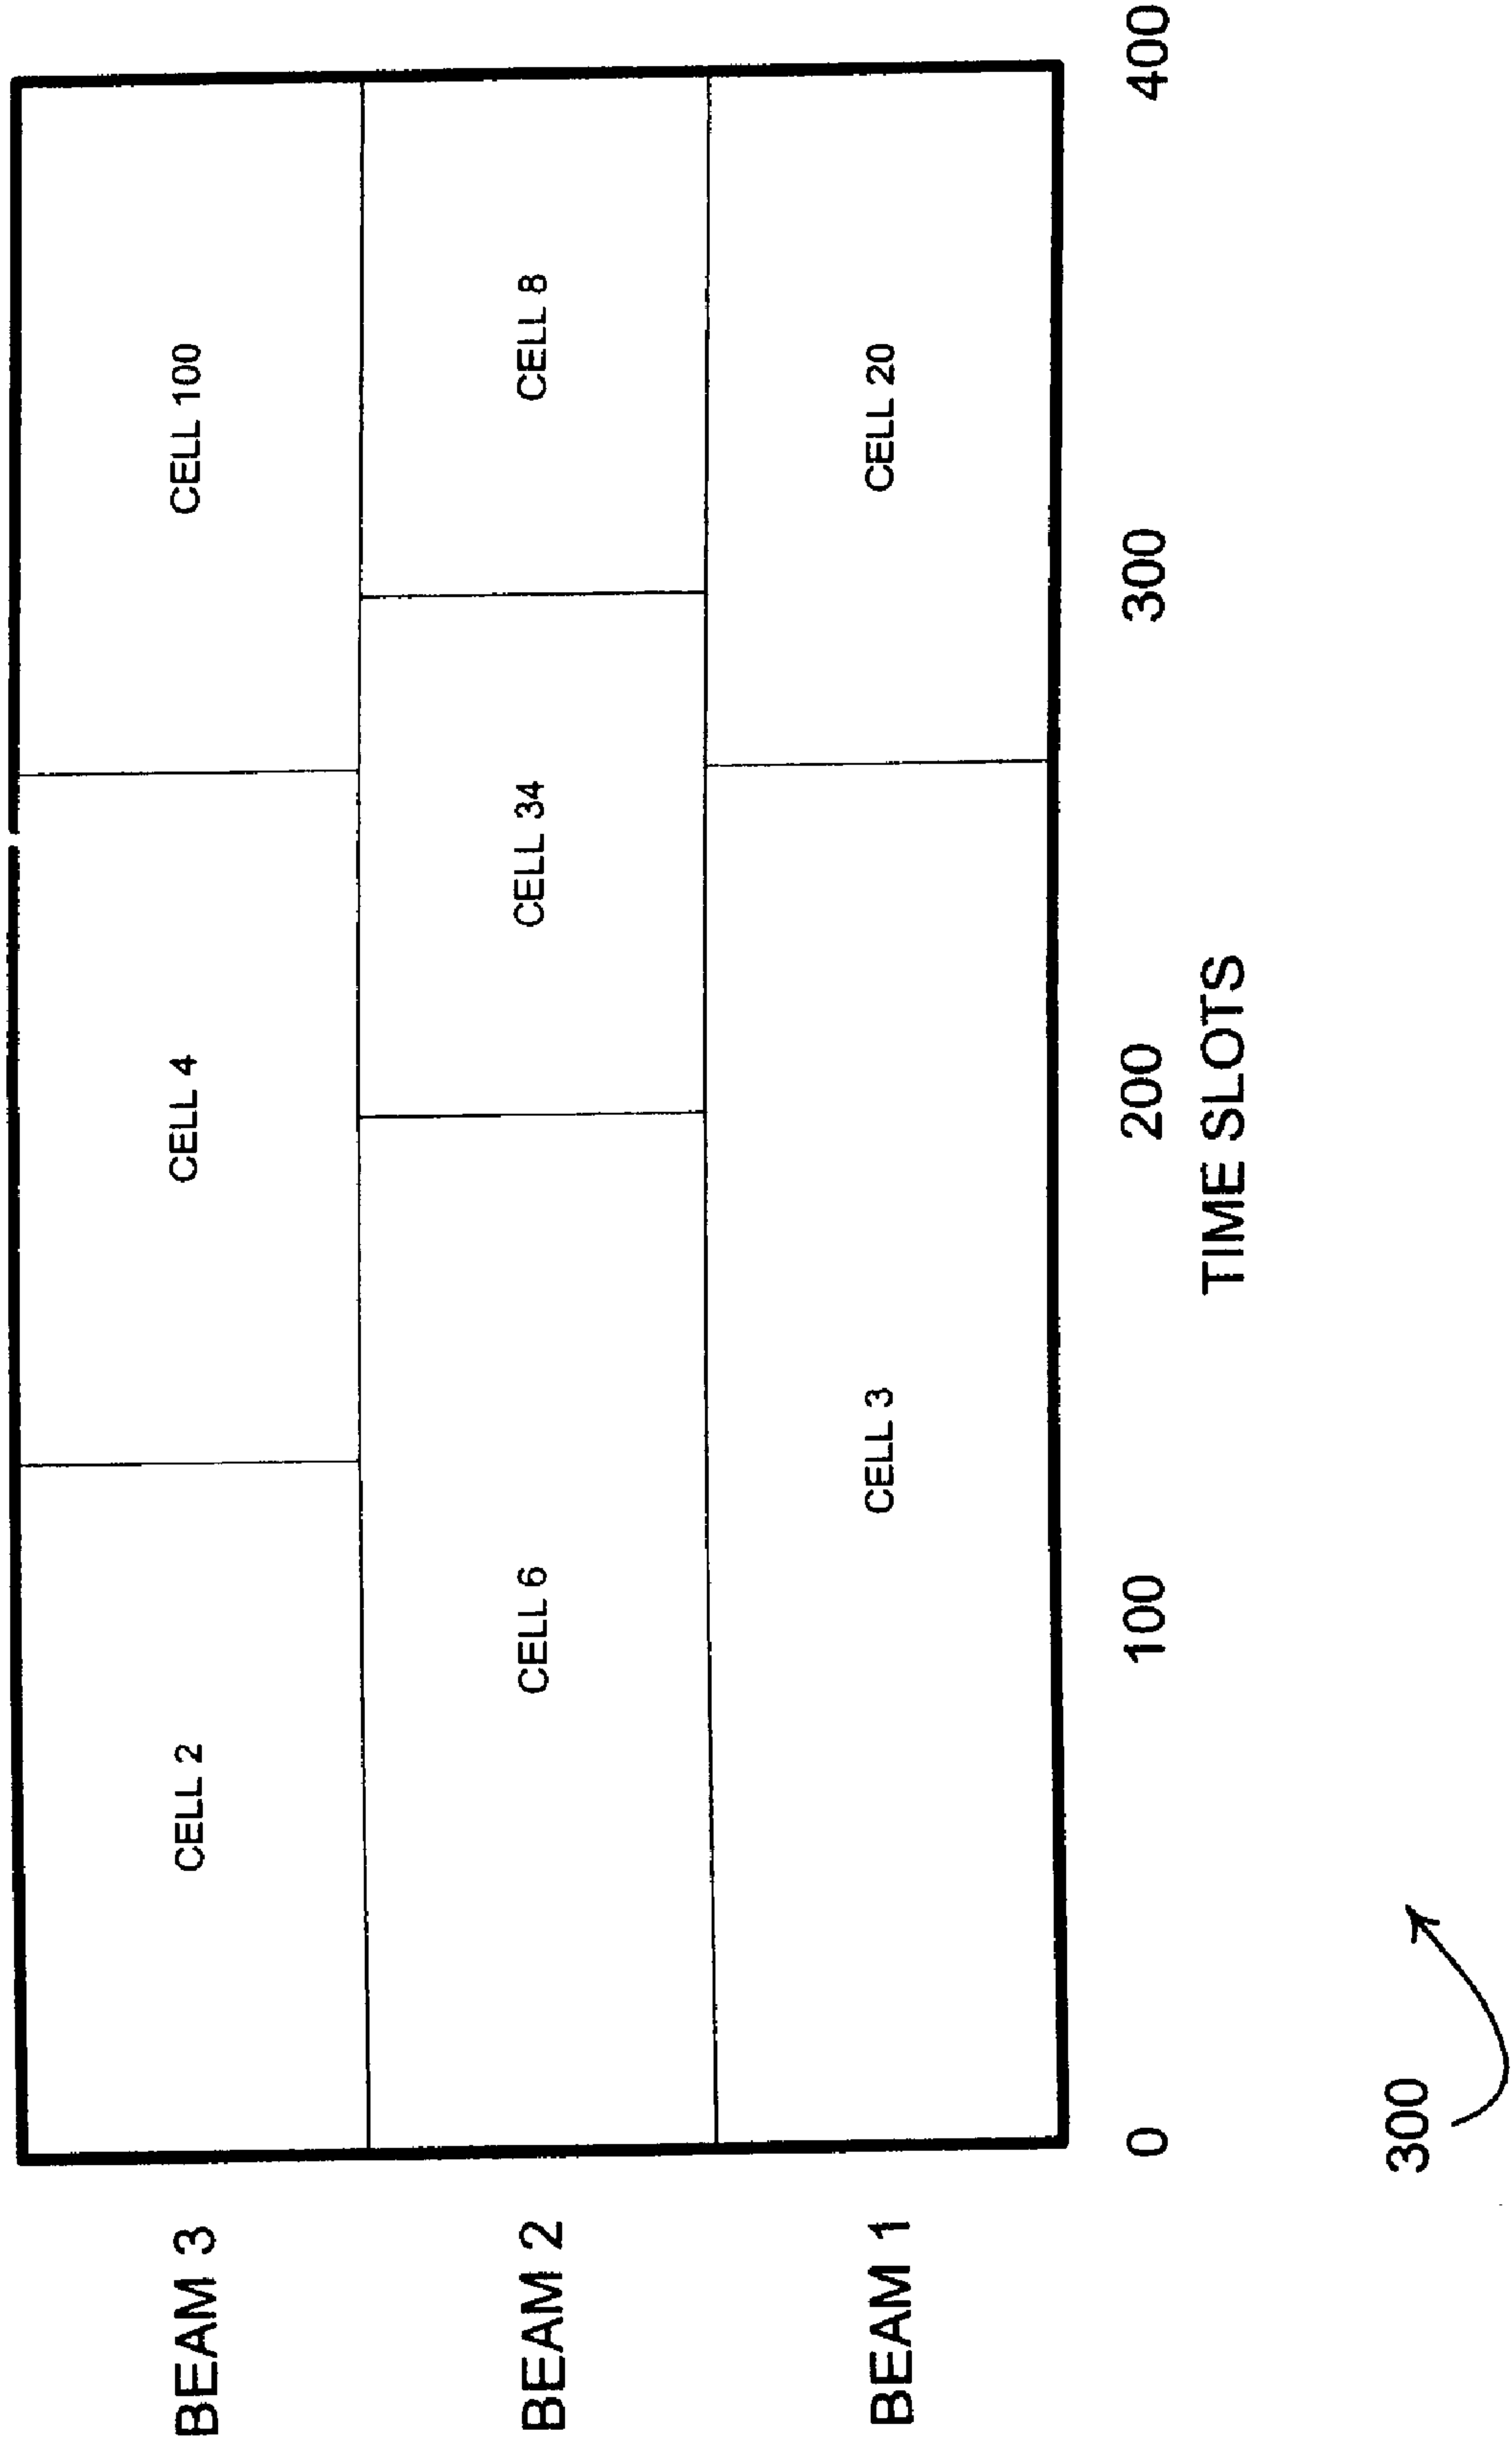 BEAM 3
CELL 2
CELL 4
CELL 100
BEAM 2
CELL 6
CELL 34
CELL 8
BEAM 1
CELL 3
CELL 20
0
100
200
300
400
TIME SLOTS
300